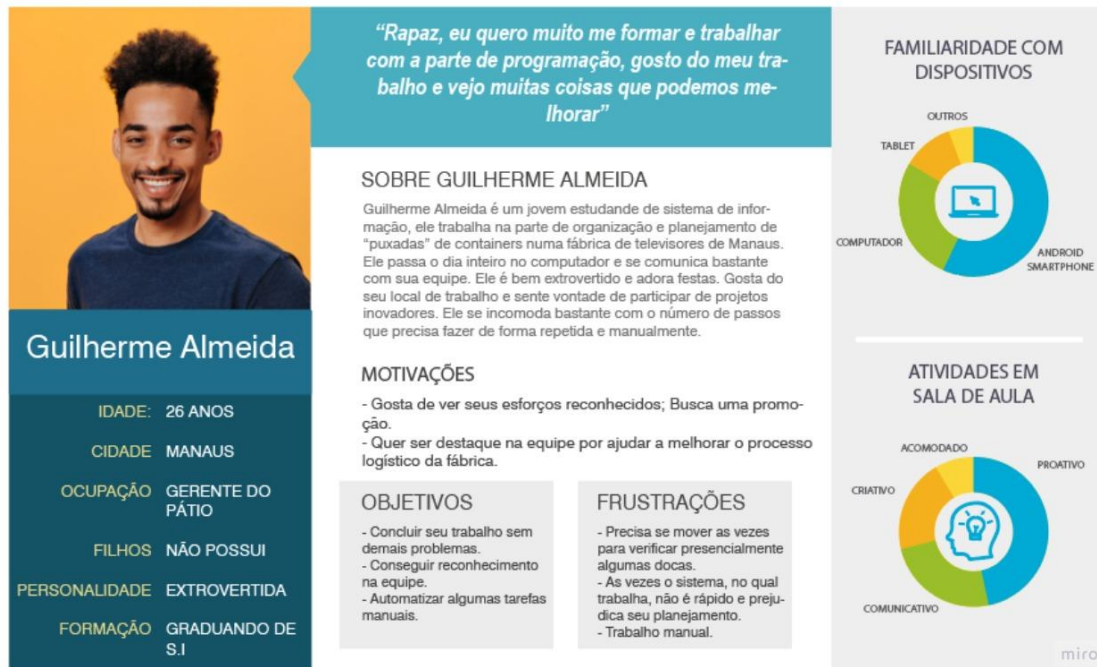 “Rapaz, eu quero muito me formar e trabalhar
com a parte de programação, gosto do meu tra-
balho e vejo muitas coisas que podemos me-
lhorar”
SOBRE GUILHERME ALMEIDA
Guilherme Almeida é um jovem estudande de sistema de infor-
mação, ele trabalha na parte de organização e planejamento de
“puxadas” de containers numa fábrica de televisores de Manaus.
Ele passa o dia inteiro no computador e se comunica bastante
com sua equipe. Ele é bem extrovertido e adora festas. Gosta do
seu local de trabalho e sente vontade de participar de projetos
inovadores. Ele se incomoda bastante com o número de passos
que precisa fazer de forma repetida e manualmente.
Guilherme Almeida
IDADE: 26 ANOS
CIDADE MANAUS
OCUPAÇÃO GERENTE DO
PÁTIO
FILHOS NÃO POSSUI
PERSONALIDADE EXTROVERTIDA
FORMAÇÃO GRADUANDO DE
S.I
MOTIVAÇÕES
- Gosta de ver seus esforços reconhecidos; Busca uma promo-
ção.
- Quer ser destaque na equipe por ajudar a melhorar o processo
logístico da fábrica.
OBJETIVOS
- Concluir seu trabalho sem
demais problemas.
- Conseguir reconhecimento
na equipe.
- Automatizar algumas tarefas
manuais.
FRUSTRAÇÕES
- Precisa se mover as vezes
para verificar presencialmente
algumas docas.
- As vezes o sistema, no qual
trabalha, não é rápido e preju-
dica seu planejamento.
- Trabalho manual.
FAMILIARIDADE COM
DISPOSITIVOS
OUTROS
TABLET
COMPUTADOR
ANDROID
SMARTPHONE
ATIVIDADES EM
SALA DE AULA
ACOMODADO
PROATIVO
CRIATIVO
COMUNICATIVO
miro